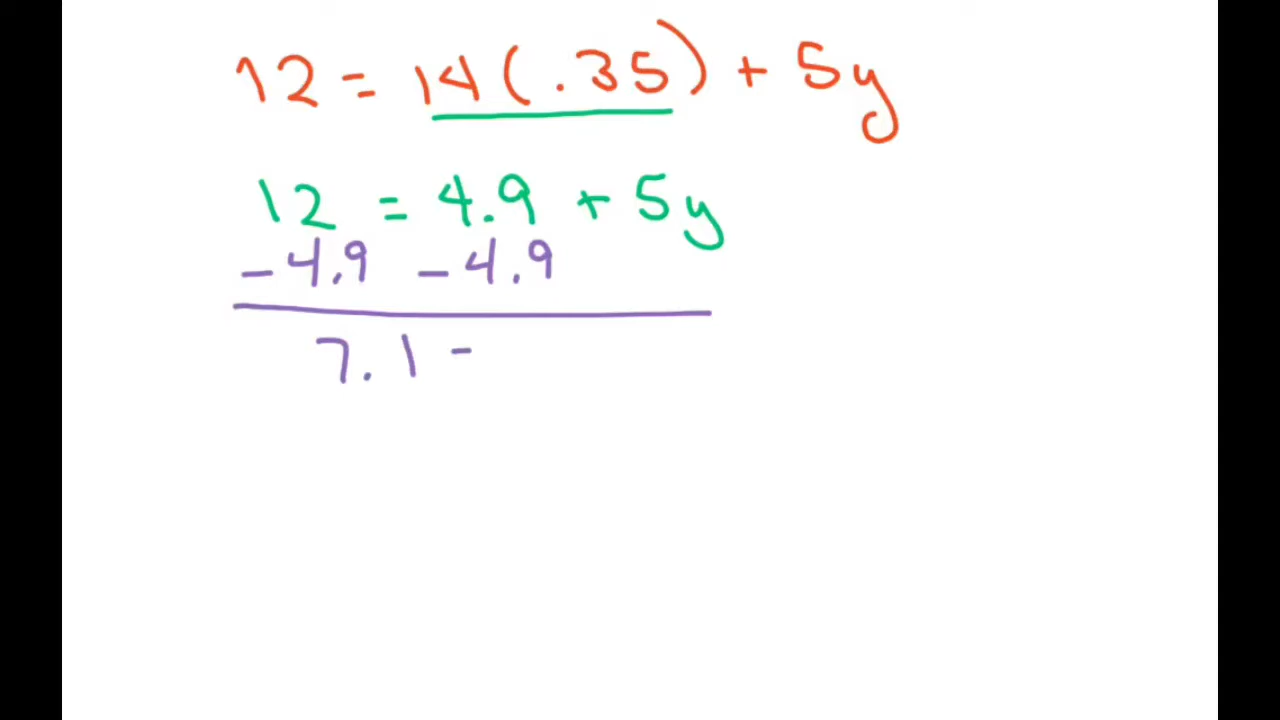 12 = 14(.35) + 5y
12 = 4.9 + 5y
-4.9 -4.9
7.1 -